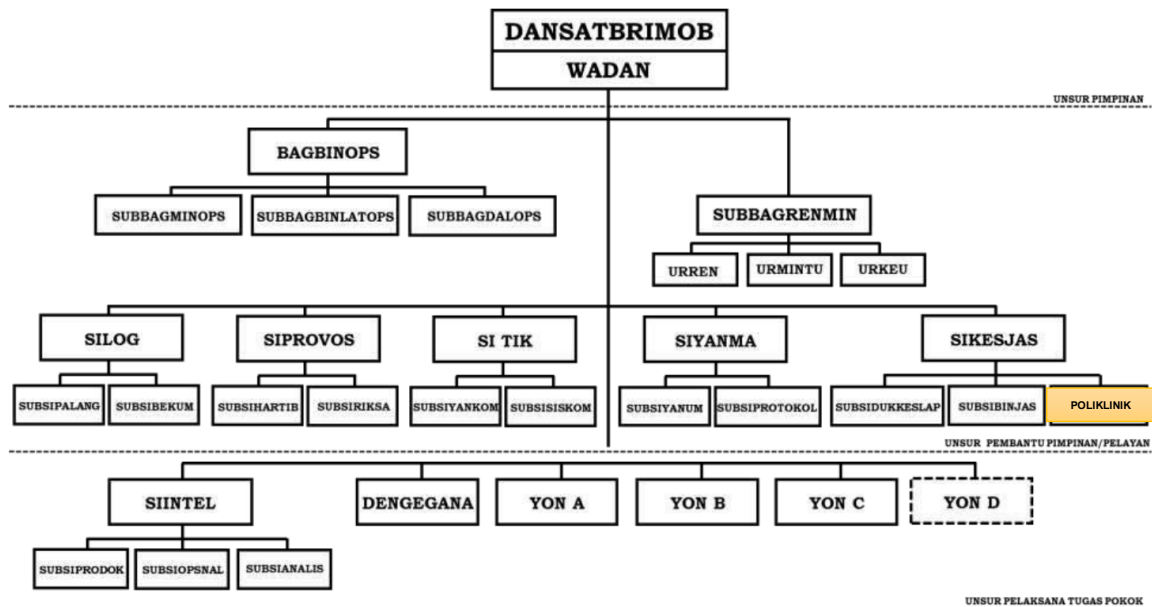 DANSATBRIMOB
WADAN
UNSUR PIMPINAN
BAGBINOPS
SUBBAGMINOPS
SUBBAGBINLATOPS
SUBBAGDALOPS
SUBBAGRENMIN
URREN
URMINTU
URKEU
SILOG
SIPROVOS
SI TIK
SIYANMA
SIKESJAS
SUBSIPALANG
SUBSIBEKUM
SUBSIHARTIB
SUBSIRIKSA
SUBSIYANKOM
SUBSISISKOM
SUBSIYANUM
SUBSIPROTOKOL
SUBSIDUKKESLAP
SUBSIBINJAS
POLIKLINIK
UNSUR PEMBANTU PIMPINAN/PELAYAN
SIINTEL
DENGEGANA
YON A
YON B
YON C
YON D
SUBSIPRODOK
SUBSIOPSNAL
SUBSIANALIS
UNSUR PELAKSANA TUGAS POKOK